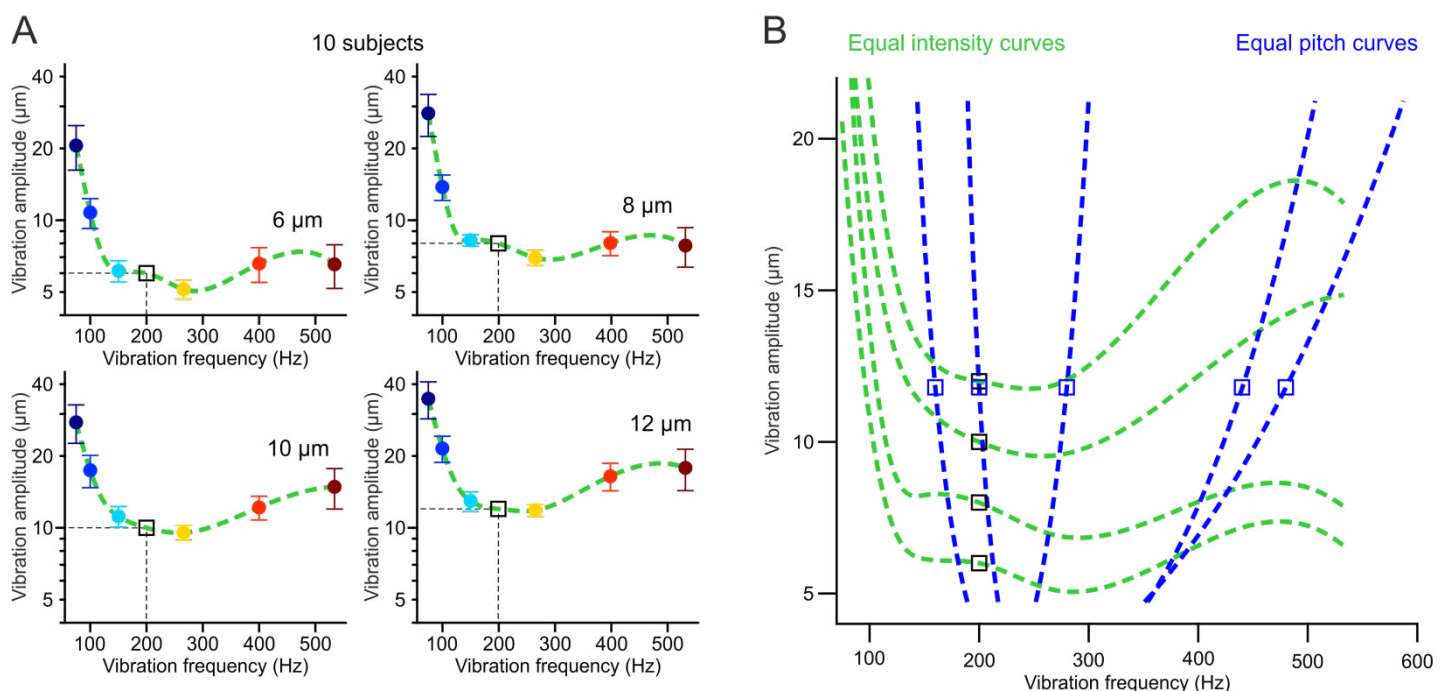 A
10 subjects
Vibration amplitude (µm)
40
20
10
5
6 µm
100 200 300 400 500
Vibration frequency (Hz)
Vibration amplitude (µm)
40
20
10
5
8 µm
100 200 300 400 500
Vibration frequency (Hz)
Vibration amplitude (µm)
40
20
10
5
10 µm
100 200 300 400 500
Vibration frequency (Hz)
Vibration amplitude (µm)
40
20
10
5
12 µm
100 200 300 400 500
Vibration frequency (Hz)
B
Equal intensity curves
Equal pitch curves
Vibration amplitude (µm)
20
15
10
5
100 200 300 400 500 600
Vibration frequency (Hz)